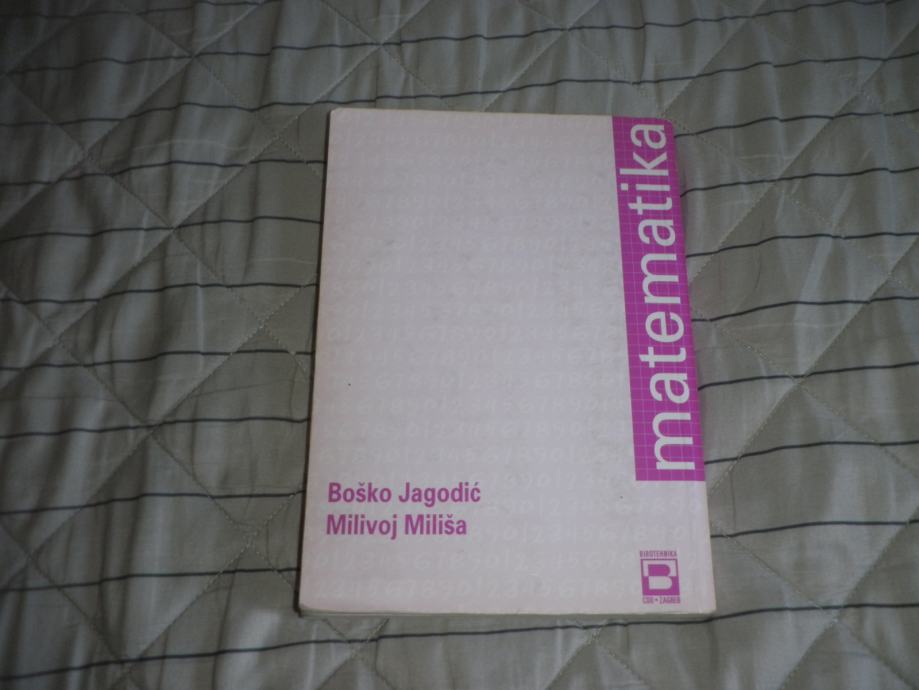 matematika
Boško Jagodić
Milivoj Miliša
BIROTEHNIKA
B
CDO • ZAGREB